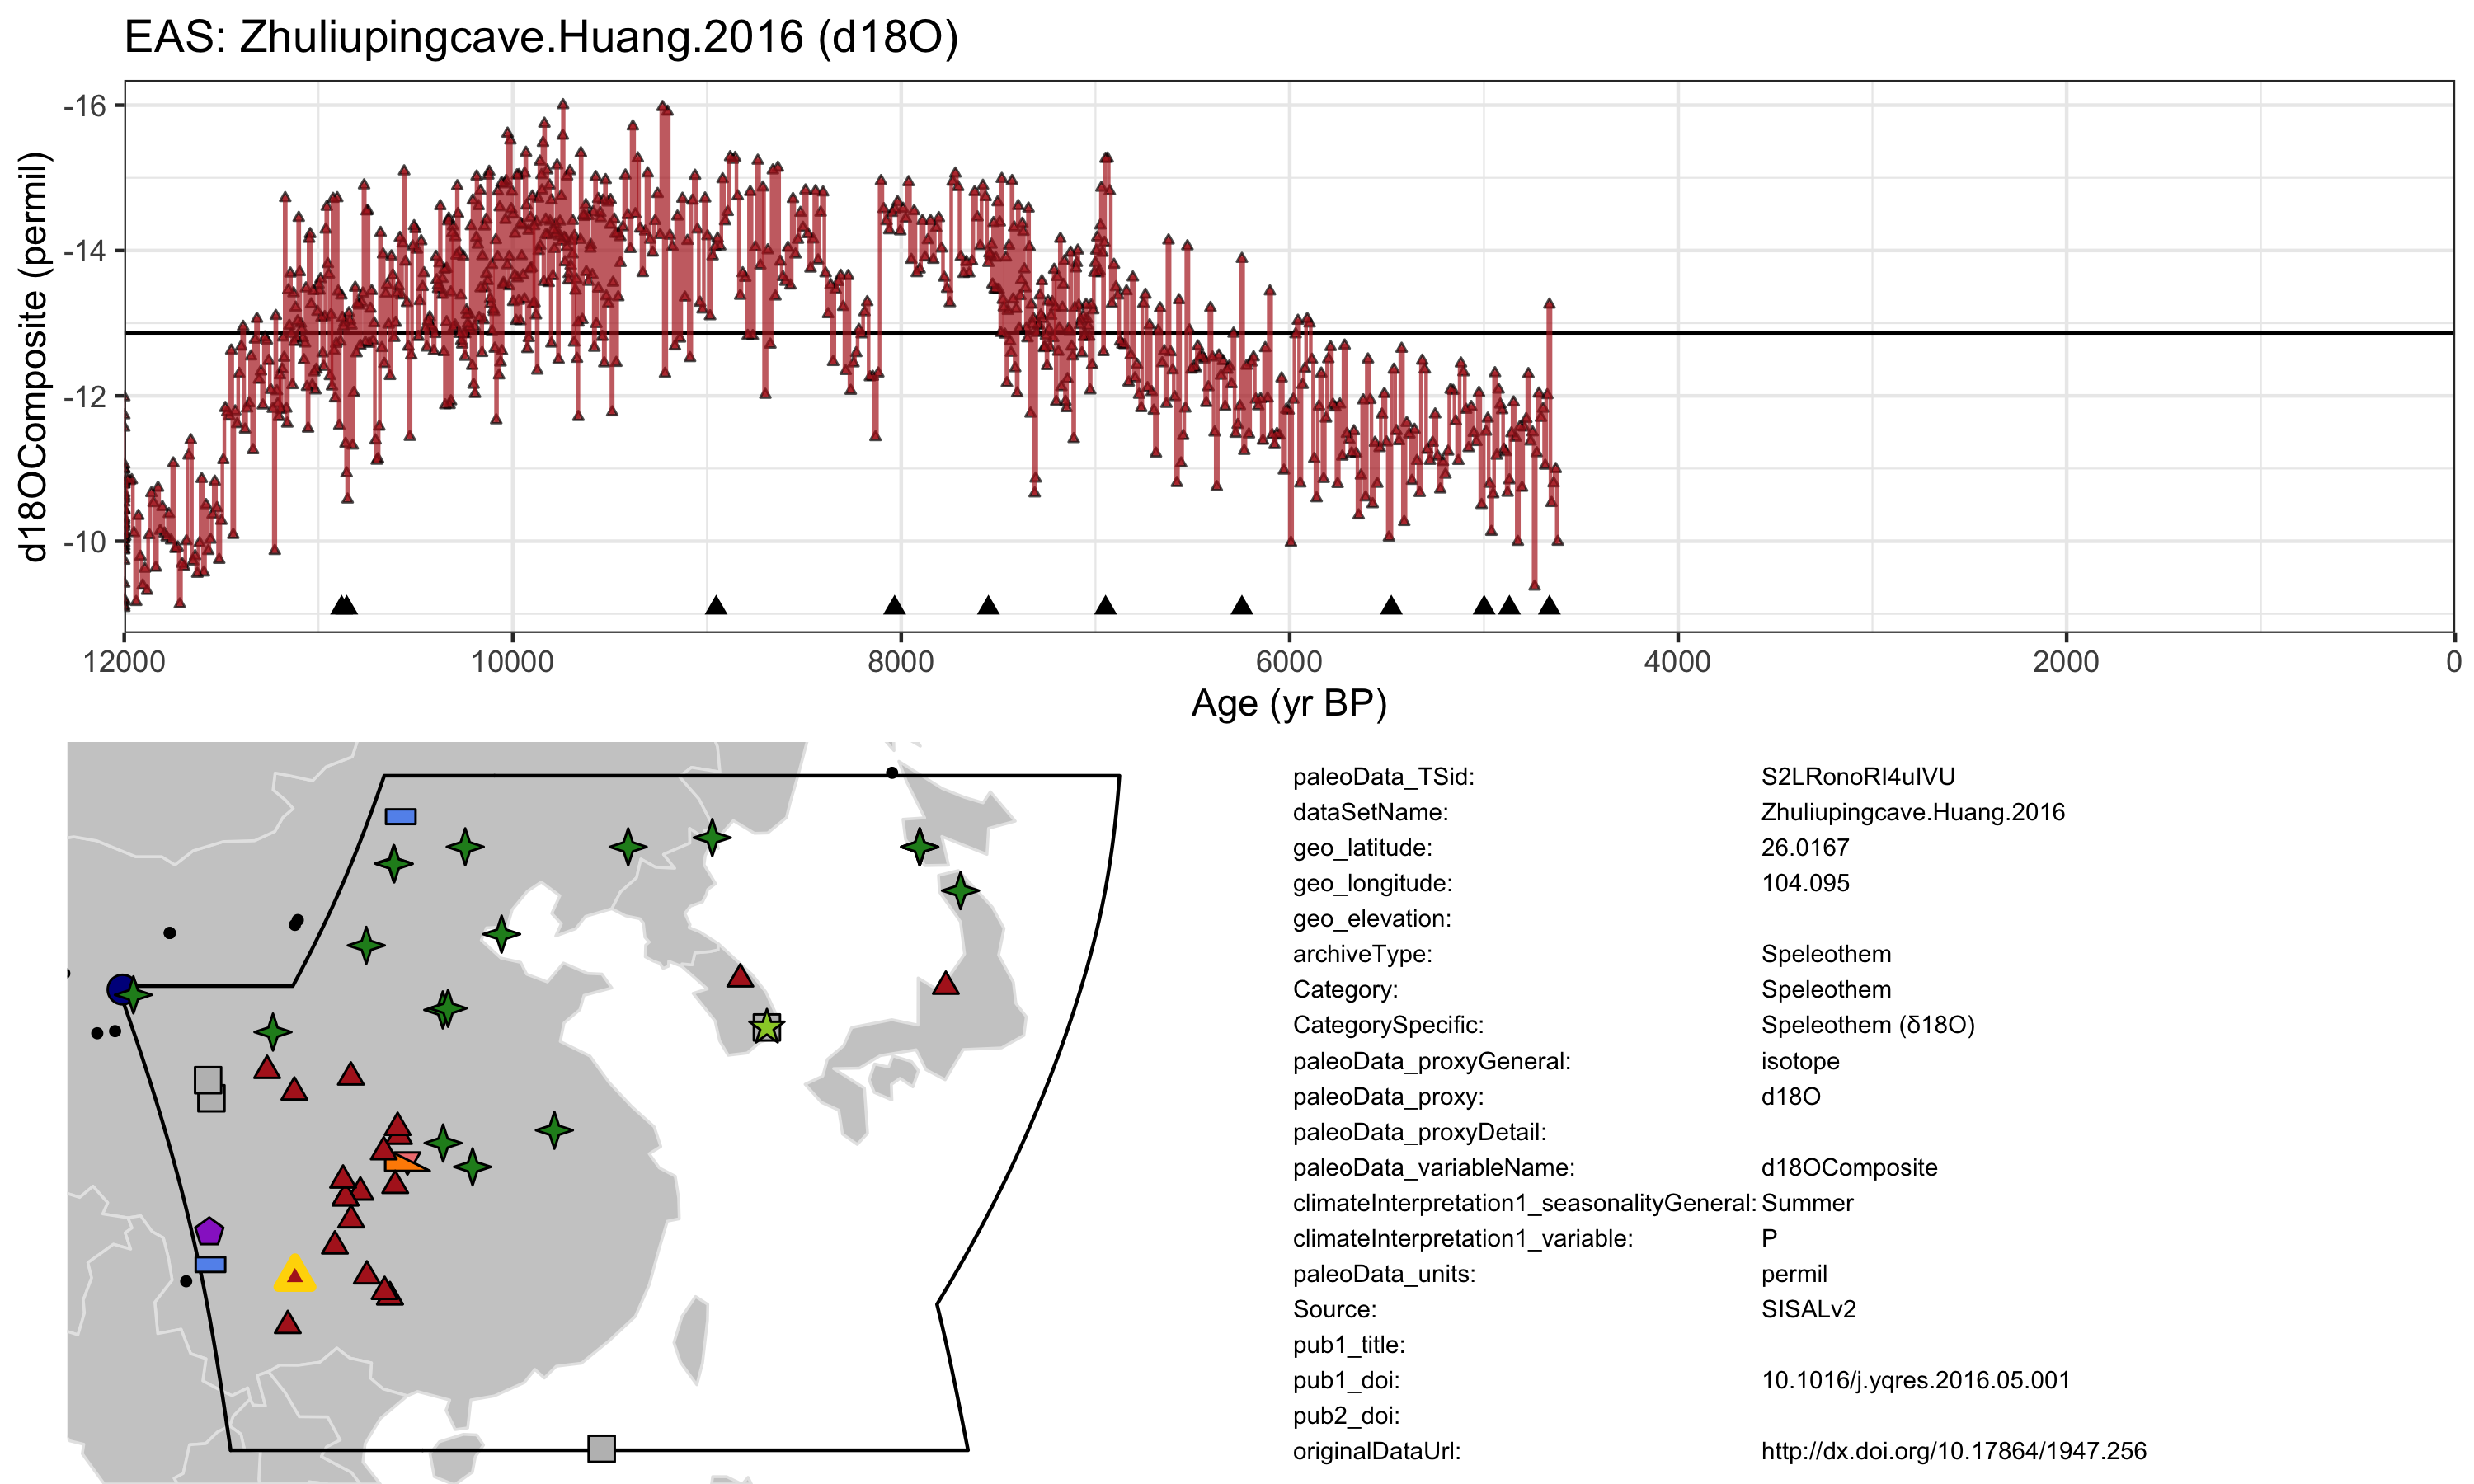 EAS: Zhuliupingcave.Huang.2016 (d18O)
d18OComposite (permil)
-16
-14
-12
-10
12000 10000 8000 6000 4000 2000 0
Age (yr BP)
paleoData_TSid: S2LRonoRI4uIVU
dataSetName: Zhuliupingcave.Huang.2016
geo_latitude: 26.0167
geo_longitude: 104.095
geo_elevation:
archiveType: Speleothem
Category: Speleothem
CategorySpecific: Speleothem (δ18O)
paleoData_proxyGeneral: isotope
paleoData_proxy: d18O
paleoData_proxyDetail:
paleoData_variableName: d18OComposite
climateInterpretation1_seasonalityGeneral: Summer
climateInterpretation1_variable: P
paleoData_units: permil
Source: SISALv2
pub1_title:
pub1_doi: 10.1016/j.yqres.2016.05.001
pub2_doi:
originalDataUrl: http://dx.doi.org/10.17864/1947.256